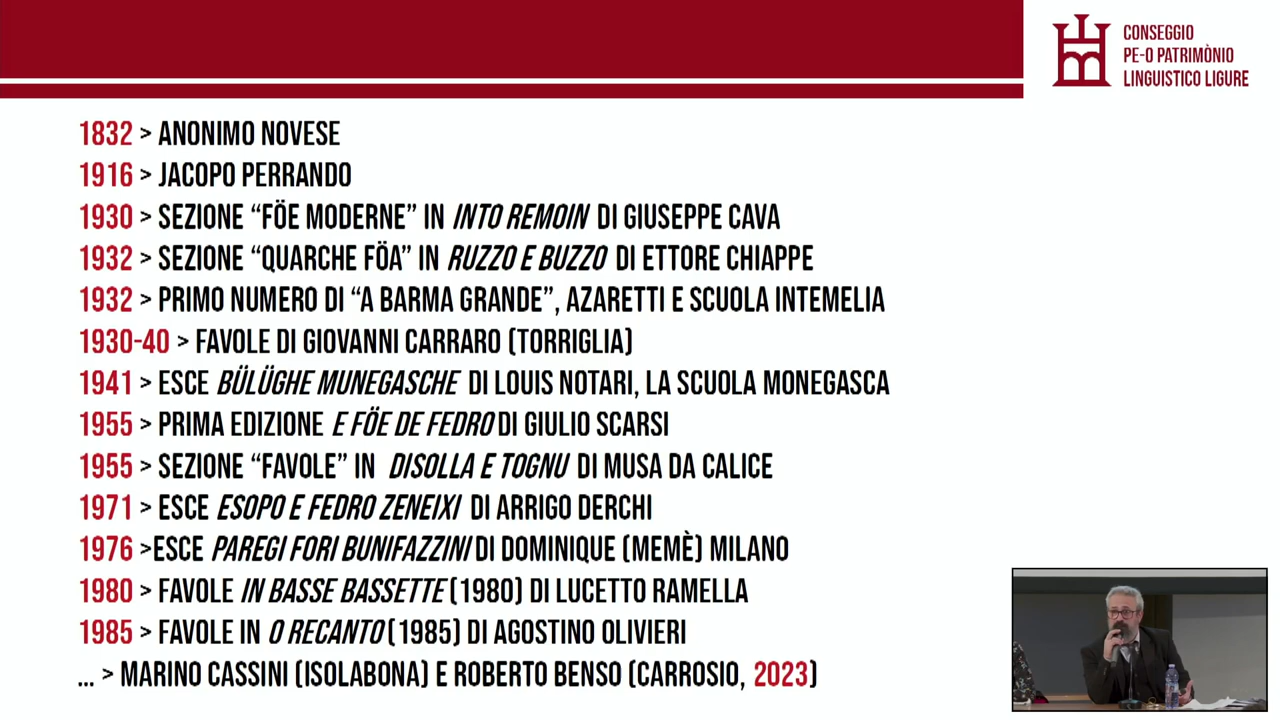 CONSEGGIO
PE-O PATRIMÒNIO
LINGUISTICO LIGURE
1832 > ANONIMO NOVESE
1916 > JACOPO PERRANDO
1930 > SEZIONE “FÖE MODERNE” IN INTO REMOIN DI GIUSEPPE CAVA
1932 > SEZIONE “QUARCHE FÖA” IN RUZZO E BUZZO DI ETTORE CHIAPPE
1932 > PRIMO NUMERO DI “A BARMA GRANDE”, AZARETTI E SCUOLA INTEMELIA
1930-40 > FAVOLE DI GIOVANNI CARRARO (TORRIGLIA)
1941 > ESCE BÜLÜGHE MUNEGASCHE DI LOUIS NOTARI, LA SCUOLA MONEGASCA
1955 > PRIMA EDIZIONE E FÖE DE FEDRO DI GIULIO SCARSI
1955 > SEZIONE “FAVOLE” IN DISOLLA E TOGNU DI MUSA DA CALICE
1971 > ESCE ESOPO E FEDRO ZENEIXI DI ARRIGO DERCHI
1976 >ESCE PAREGI FORI BUNIFAZZINI DI DOMINIQUE (MEMÈ) MILANO
1980 > FAVOLE IN BASSE BASSETTE (1980) DI LUCETTO RAMELLA
1985 > FAVOLE IN O RECANTO (1985) DI AGOSTINO OLIVIERI
... > MARINO CASSINI (ISOLABONA) E ROBERTO BENSO (CARROSIO, 2023)